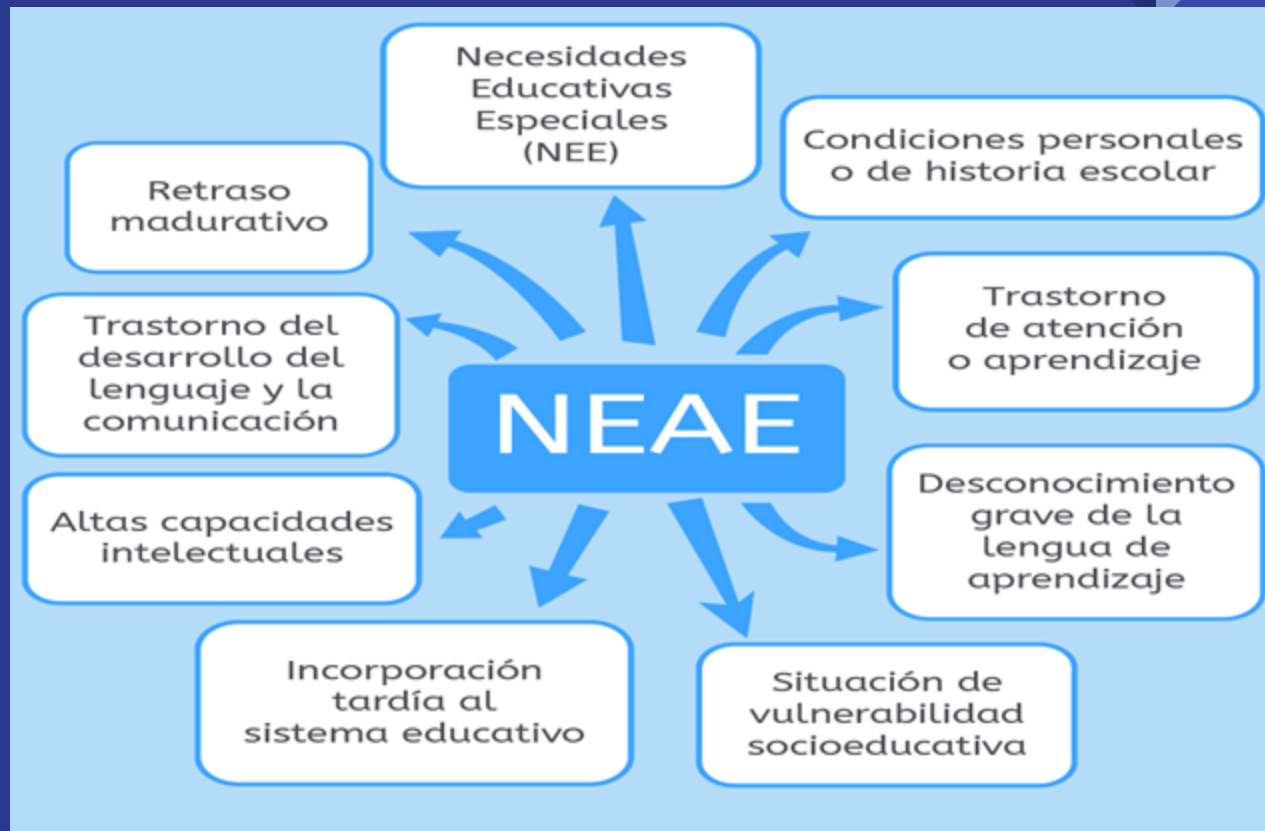 Necesidades
Educativas
Especiales
(NEE)
Condiciones personales
o de historia escolar
Retraso
madurativo
Trastorno
de atención
o aprendizaje
Trastorno del
desarrollo del
lenguaje y la
comunicación
NEAE
Desconocimiento
grave de la
lengua de
aprendizaje
Altas capacidades
intelectuales
Incorporación
tardía al
sistema educativo
Situación de
vulnerabilidad
socioeducativa